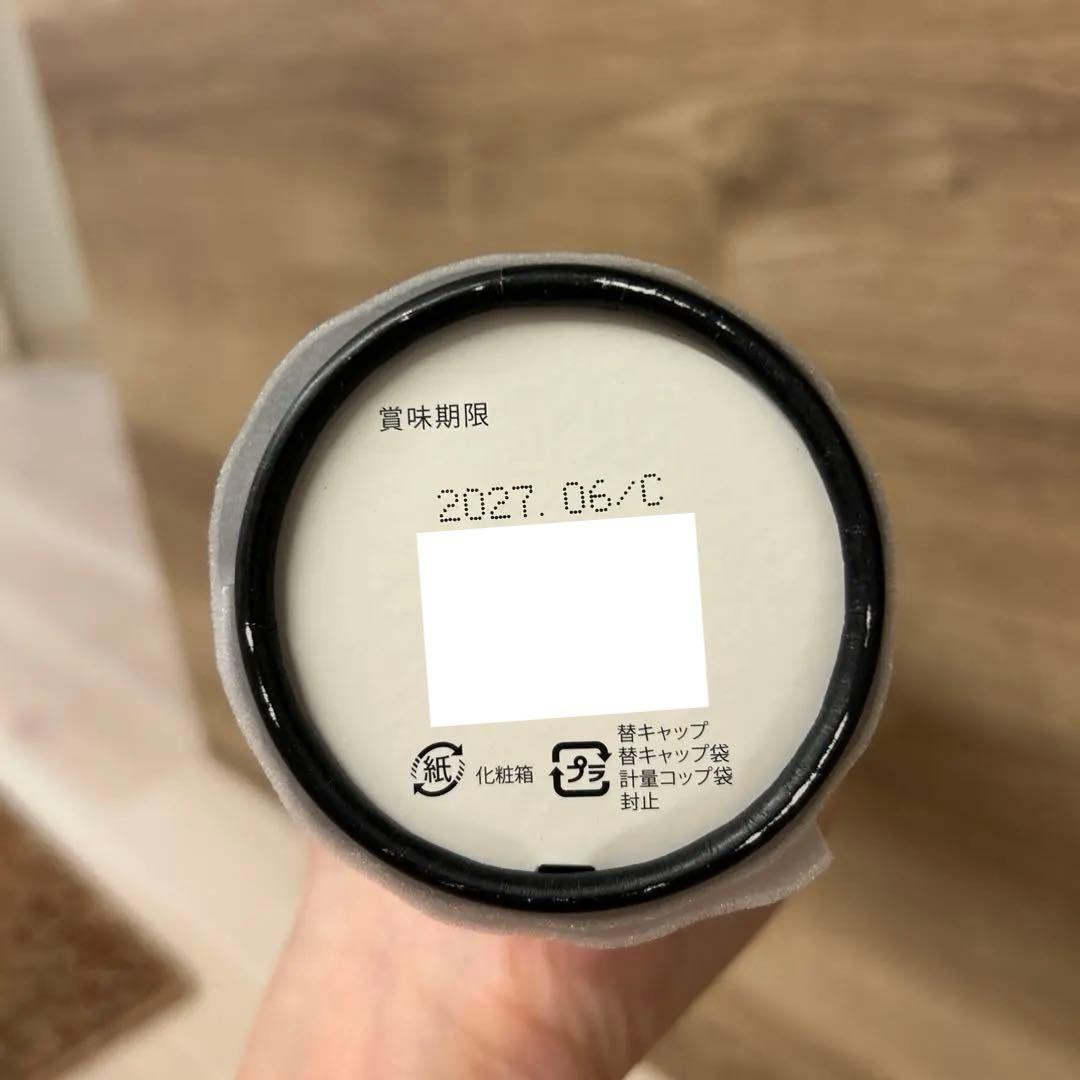 賞味期限
2027. 06/C
紙 化粧箱
プラ 替キャップ
替キャップ袋
計量コップ袋
封止